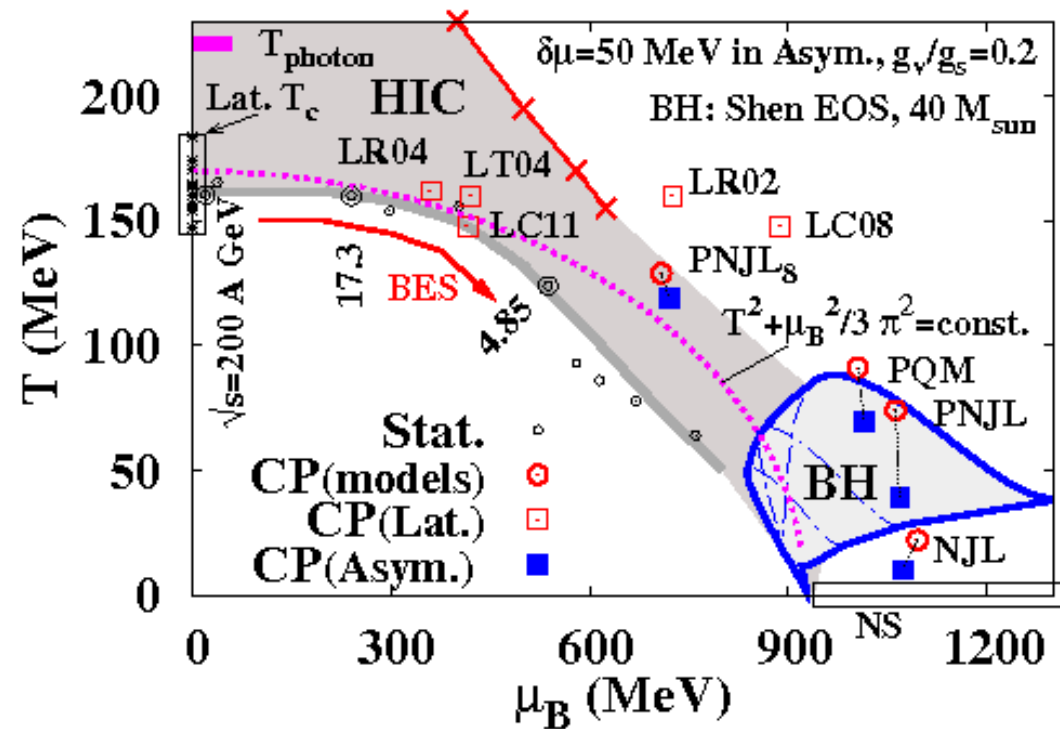 T_photon
δμ=50 MeV in Asym., g_v/g_s=0.2
200
HIC
BH: Shen EOS, 40 M_sun
Lat. T_c
LR04
LT04
LR02
150
LC11
LC08
√s=200 A GeV
17.3
BES
4.85
PNJL_8
T (MeV)
T^2+μ_B^2/3 π^2=const.
100
PQM
Stat.
PNJL
CP(models)
50
BH
CP(Lat.)
CP(Asym.)
NJL
0
NS
0 300 600 900 1200
μ_B (MeV)